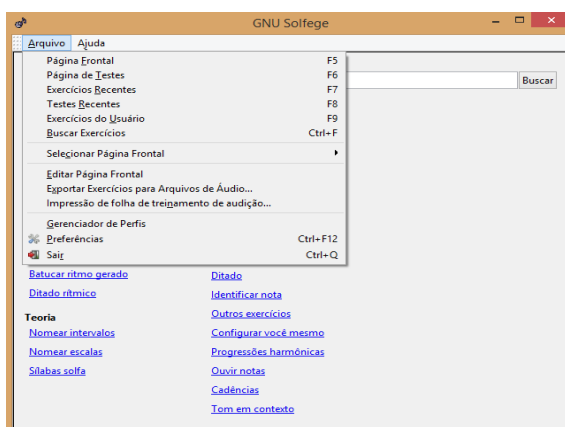 GNU Solfege
Arquivo Ajuda
Página Frontal F5
Página de Testes F6
Exercícios Recentes F7
Testes Recentes F8
Exercícios do Usuário F9
Buscar Exercícios Ctrl+F
Selecionar Página Frontal
Editar Página Frontal
Exportar Exercícios para Arquivos de Áudio...
Impressão de folha de treinamento de audição...
Gerenciador de Perfis
Preferências Ctrl+F12
Sair Ctrl+Q
Buscar
Batucar ritmo gerado
Ditado rítmico
Teoria
Nomear intervalos
Nomear escalas
Sílabas solfa
Ditado
Identificar nota
Outros exercícios
Configurar você mesmo
Progressões harmônicas
Ouvir notas
Cadências
Tom em contexto